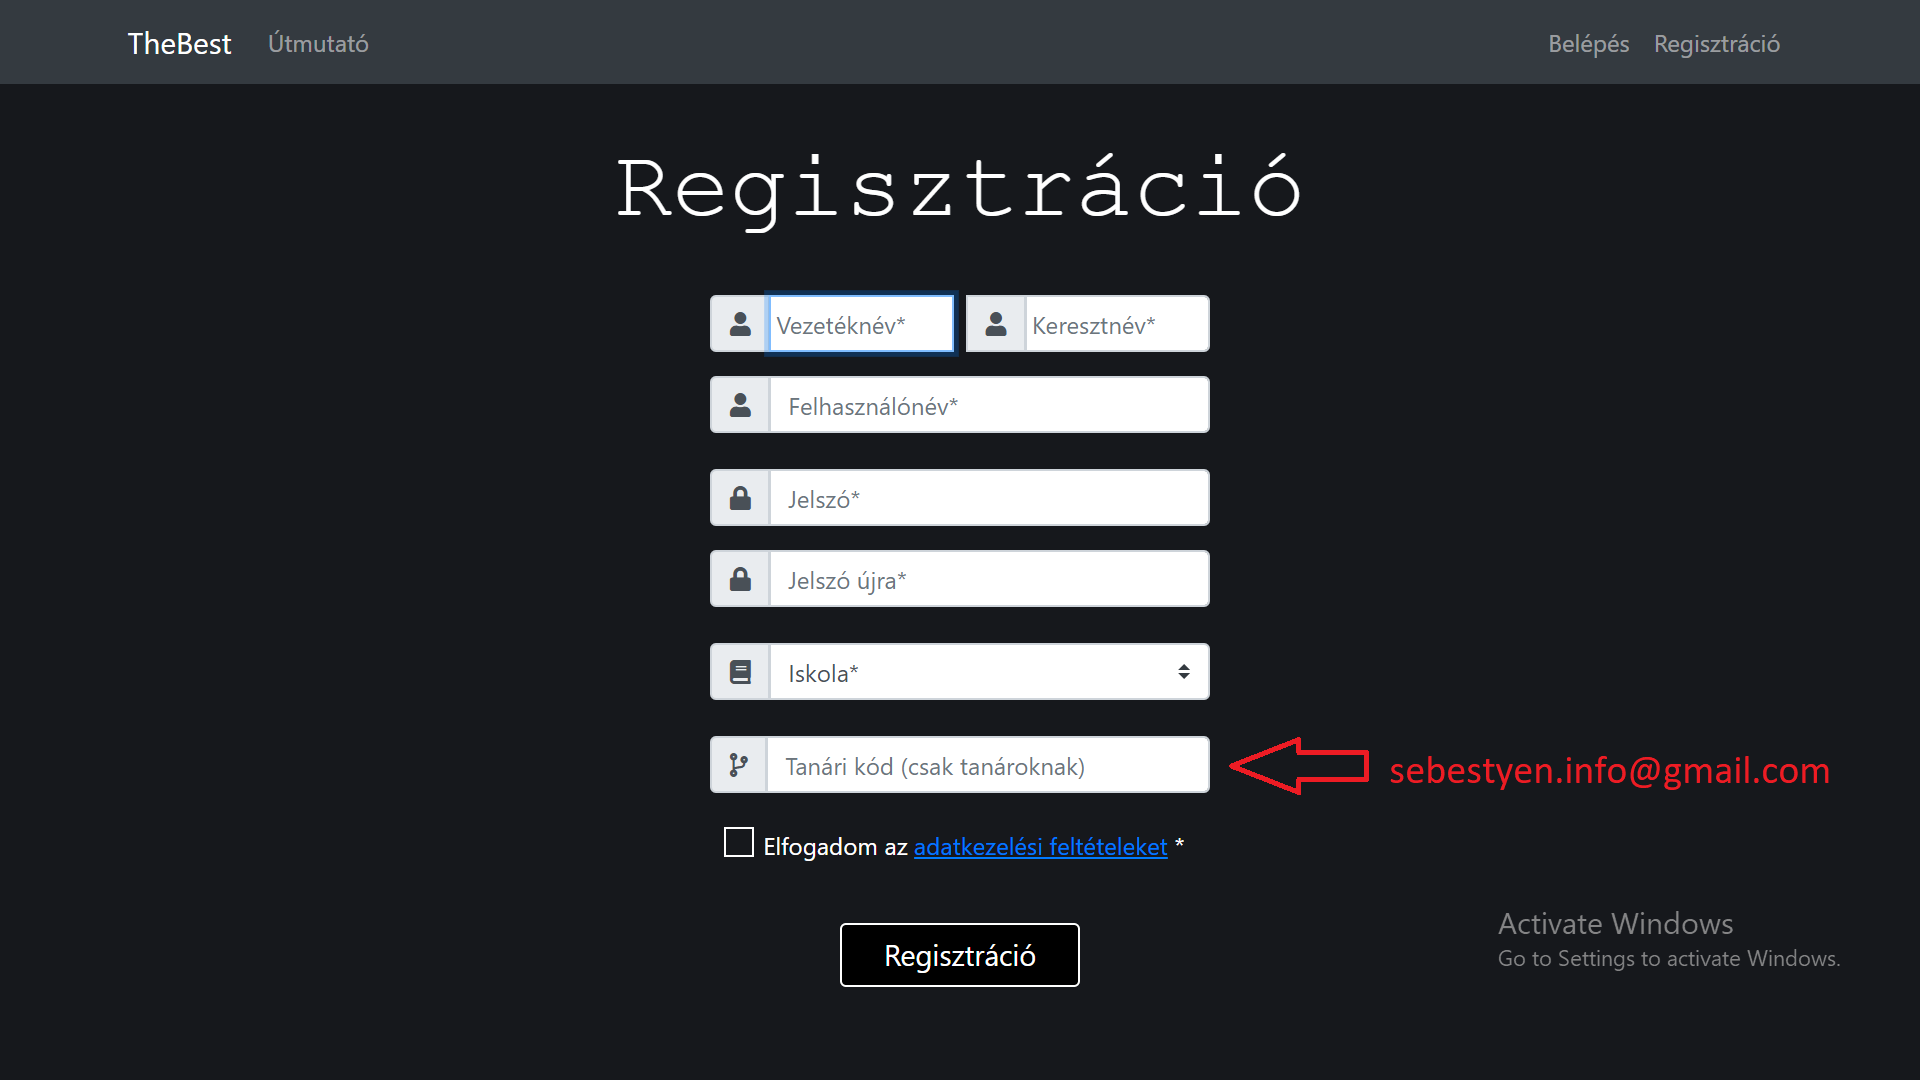 TheBest Útmutató Belépés Regisztráció
Regisztráció
Vezetéknév* Keresztnév*
Felhasználónév*
Jelszó*
Jelszó újra*
Iskola*
Tanári kód (csak tanároknak) sebestyen.info@gmail.com
Elfogadom az adatkezelési feltételeket *
Regisztráció
Activate Windows
Go to Settings to activate Windows.